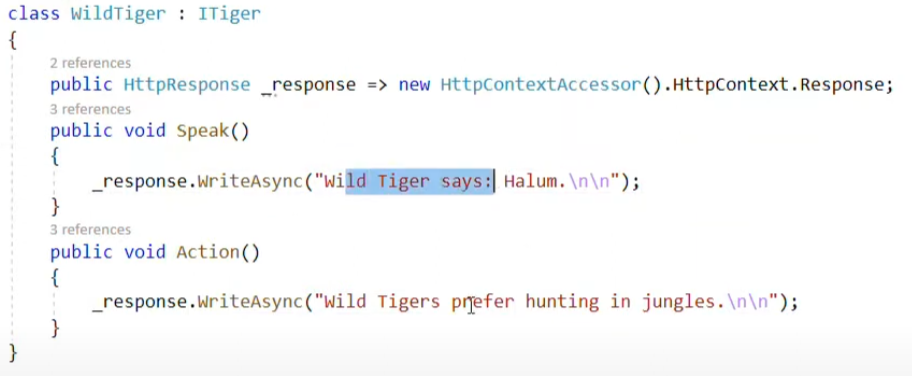 class WildTiger : ITiger
{
2 references
public HttpResponse _response => new HttpContextAccessor().HttpContext.Response;
3 references
public void Speak()
{
_response.WriteAsync("Wild Tiger says: Halum.\n\n");
}
3 references
public void Action()
{
_response.WriteAsync("Wild Tigers prefer hunting in jungles.\n\n");
}
}